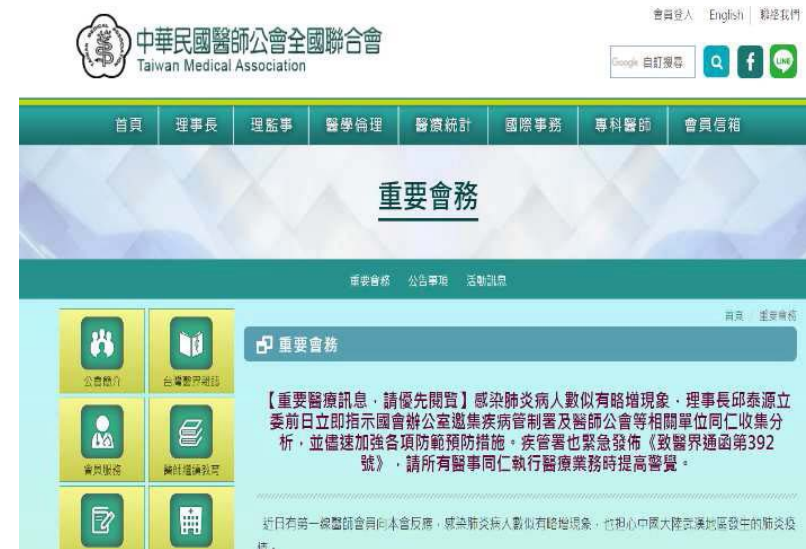 會員登入 English 聯絡我們
中華民國醫師公會全國聯合會
Taiwan Medical Association
Google 自訂搜尋
LINE
首頁 理事長 理監事 醫學倫理 醫療統計 國際事務 專科醫師 會員信箱
重要會務
重要會務 公告事項 活動訊息
首頁 重要會務
重要會務
公會簡介 台灣醫界雜誌
【重要醫療訊息，請優先閱覽】感染肺炎病人數似有略增現象，理事長邱泰源立
委前日立即指示國會辦公室邀集疾病管制署及醫師公會等相關單位同仁收集分
析，並儘速加強各項防範預防措施。疾管署也緊急發佈《致醫界通函第392
號》，請所有醫事同仁執行醫療業務時提高警覺。
會員服務 醫師繼續教育
近日有第一線醫師會員向本會反應，感染肺炎病人數似有略增現象，也擔心中國大陸武漢地區發生的肺炎疫
情。